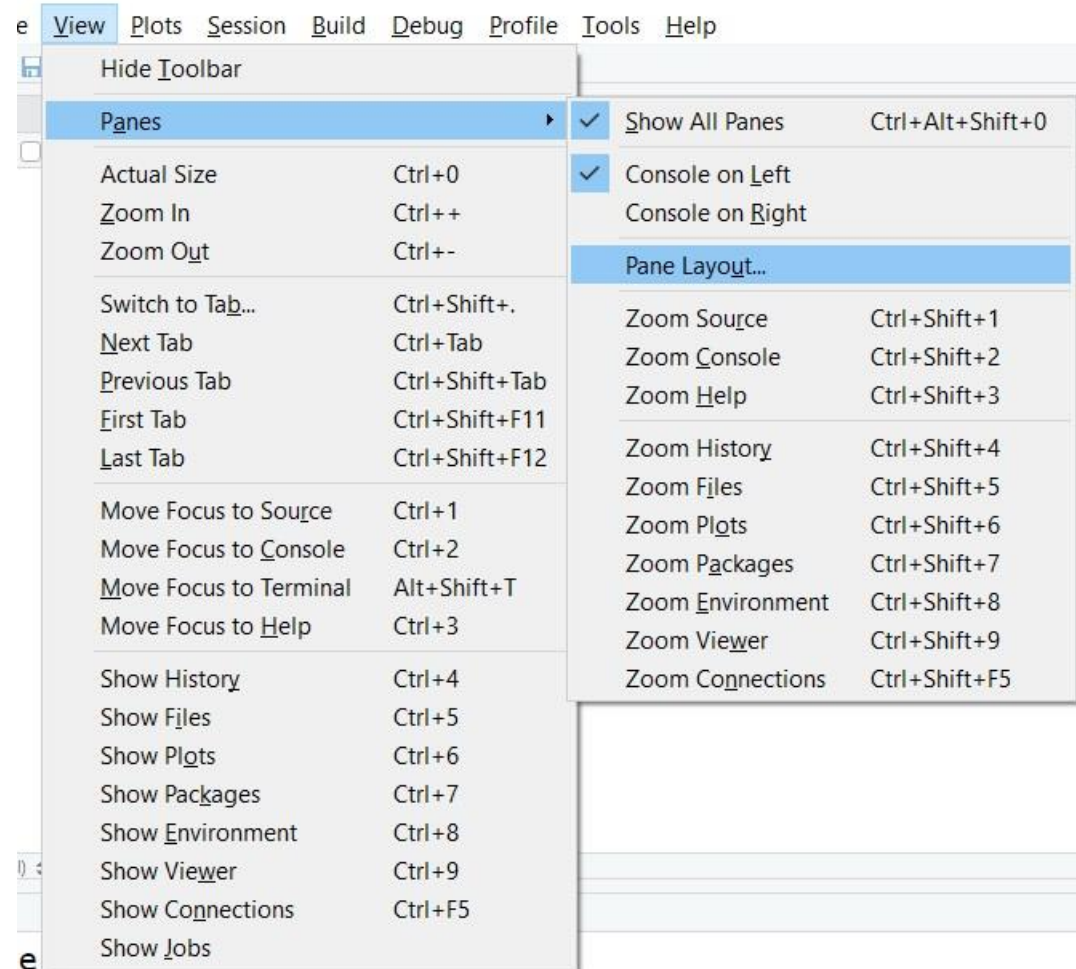 e View Plots Session Build Debug Profile Tools Help
Hide Toolbar
Panes
Actual Size Ctrl+0
Zoom In Ctrl++
Zoom Out Ctrl+-
Switch to Tab... Ctrl+Shift+.
Next Tab Ctrl+Tab
Previous Tab Ctrl+Shift+Tab
First Tab Ctrl+Shift+F11
Last Tab Ctrl+Shift+F12
Move Focus to Source Ctrl+1
Move Focus to Console Ctrl+2
Move Focus to Terminal Alt+Shift+T
Move Focus to Help Ctrl+3
Show History Ctrl+4
Show Files Ctrl+5
Show Plots Ctrl+6
Show Packages Ctrl+7
Show Environment Ctrl+8
Show Viewer Ctrl+9
Show Connections Ctrl+F5
Show Jobs
Show All Panes Ctrl+Alt+Shift+0
Console on Left
Console on Right
Pane Layout...
Zoom Source Ctrl+Shift+1
Zoom Console Ctrl+Shift+2
Zoom Help Ctrl+Shift+3
Zoom History Ctrl+Shift+4
Zoom Files Ctrl+Shift+5
Zoom Plots Ctrl+Shift+6
Zoom Packages Ctrl+Shift+7
Zoom Environment Ctrl+Shift+8
Zoom Viewer Ctrl+Shift+9
Zoom Connections Ctrl+Shift+F5
e